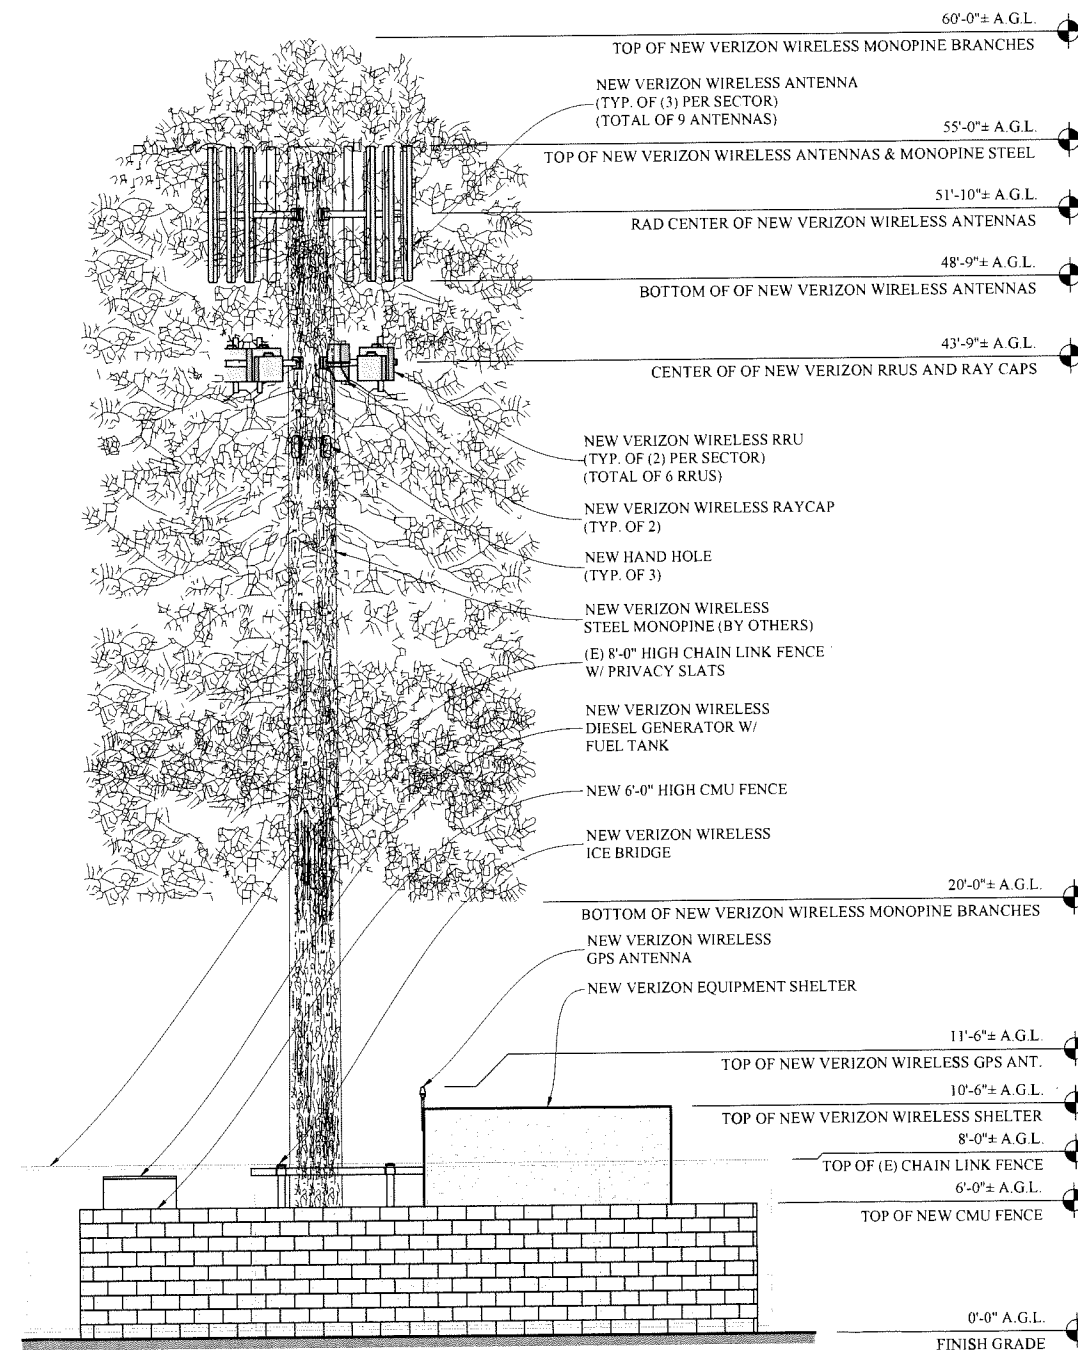 60'-0"± A.G.L.
TOP OF NEW VERIZON WIRELESS MONOPINE BRANCHES
NEW VERIZON WIRELESS ANTENNA
(TYP. OF (3) PER SECTOR)
(TOTAL OF 9 ANTENNAS)
55'-0"± A.G.L.
TOP OF NEW VERIZON WIRELESS ANTENNAS & MONOPINE STEEL
51'-10"± A.G.L.
RAD CENTER OF NEW VERIZON WIRELESS ANTENNAS
48'-9"± A.G.L.
BOTTOM OF OF NEW VERIZON WIRELESS ANTENNAS
43'-9"± A.G.L.
CENTER OF OF NEW VERIZON RRUS AND RAY CAPS
NEW VERIZON WIRELESS RRU
(TYP. OF (2) PER SECTOR)
(TOTAL OF 6 RRUS)
NEW VERIZON WIRELESS RAYCAP
(TYP. OF 2)
NEW HAND HOLE
(TYP. OF 3)
NEW VERIZON WIRELESS
STEEL MONOPINE (BY OTHERS)
(E) 8'-0" HIGH CHAIN LINK FENCE
W/ PRIVACY SLATS
NEW VERIZON WIRELESS
DIESEL GENERATOR W/
FUEL TANK
NEW 6'-0" HIGH CMU FENCE
NEW VERIZON WIRELESS
ICE BRIDGE
20'-0"± A.G.L.
BOTTOM OF NEW VERIZON WIRELESS MONOPINE BRANCHES
NEW VERIZON WIRELESS
GPS ANTENNA
NEW VERIZON EQUIPMENT SHELTER
11'-6"± A.G.L.
TOP OF NEW VERIZON WIRELESS GPS ANT.
10'-6"± A.G.L.
TOP OF NEW VERIZON WIRELESS SHELTER
8'-0"± A.G.L.
TOP OF (E) CHAIN LINK FENCE
6'-0"± A.G.L.
TOP OF NEW CMU FENCE
0'-0" A.G.L.
FINISH GRADE